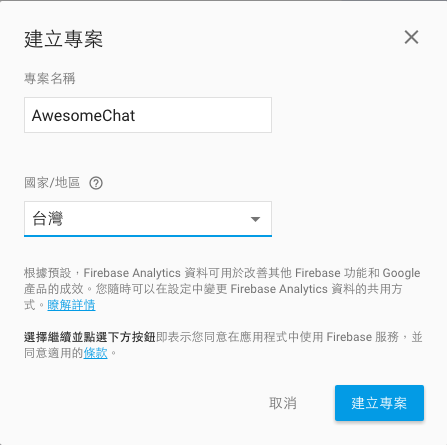 建立專案
專案名稱
AwesomeChat
國家/地區
台灣
根據預設，Firebase Analytics 資料可用於改善其他 Firebase 功能和 Google
產品的成效。您隨時可以在設定中變更 Firebase Analytics 資料的共用方
式。瞭解詳情
選擇繼續並點選下方按鈕即表示您同意在應用程式中使用 Firebase 服務，並
同意適用的條款。
取消
建立專案